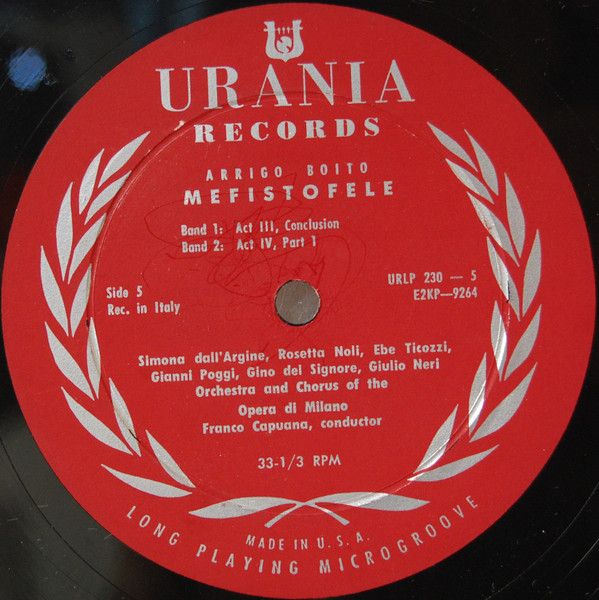 URANIA
RECORDS
ARRIGO BOITO
MEFISTOFELE
Band 1: Act III, Conclusion
Band 2: Act IV, Part 1
Side 5
Rec. in Italy
URLP 230 — 5
E2KP—9264
Simona dall'Argine, Rosetta Noli, Ebe Ticozzi,
Gianni Poggi, Gino del Signore, Giulio Neri
Orchestra and Chorus of the
Opera di Milano
Franco Capuana, conductor
33-1/3 RPM
MADE IN U. S. A.
LONG PLAYING MICROGROOVE